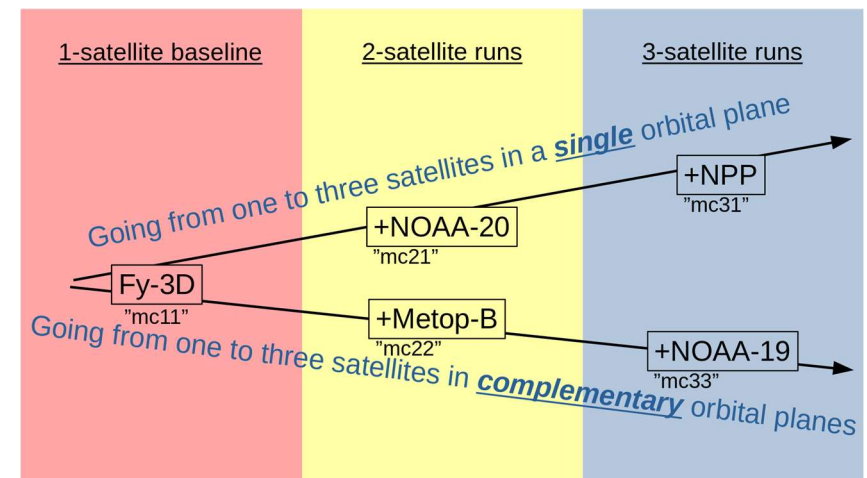 1-satellite baseline
2-satellite runs
3-satellite runs
Going from one to three satellites in a single orbital plane
+NPP
”mc31”
+NOAA-20
”mc21”
Fy-3D
”mc11”
+Metop-B
”mc22”
+NOAA-19
”mc33”
Going from one to three satellites in complementary orbital planes